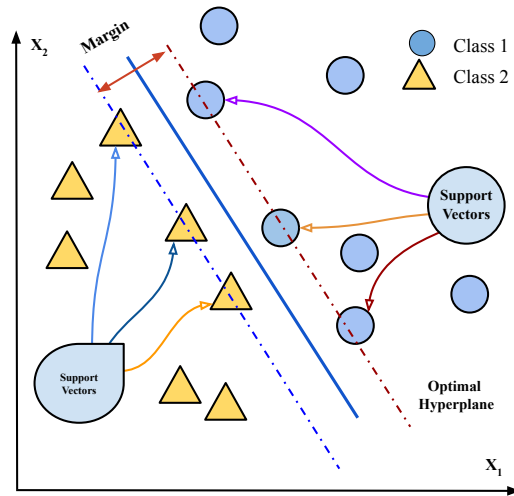 Margin
X2
Class 1
Class 2
Support
Vectors
Support
Vectors
Optimal
Hyperplane
X1